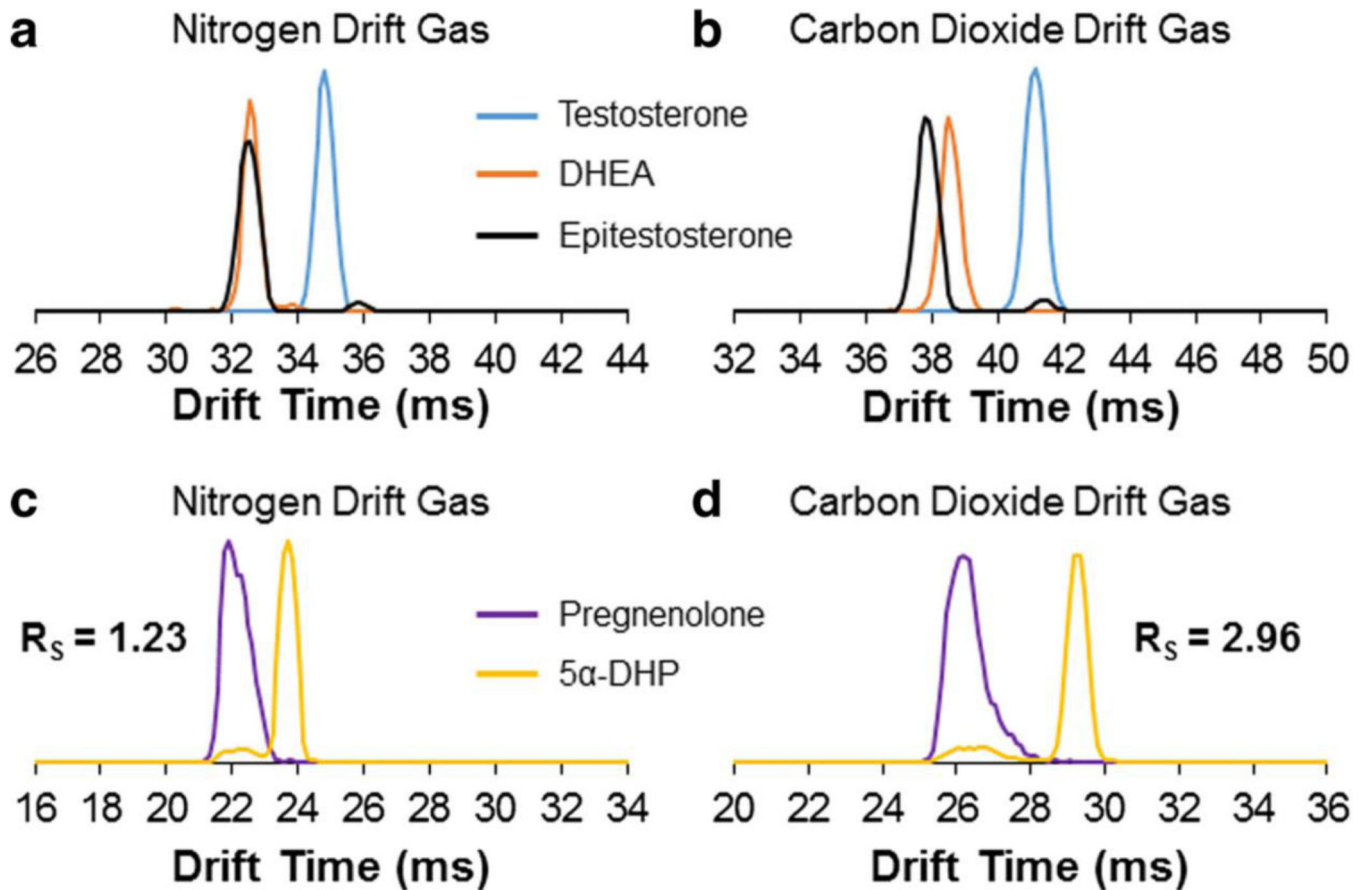 a
Nitrogen Drift Gas
b
Carbon Dioxide Drift Gas
Testosterone
DHEA
Epitestosterone
26 28 30 32 34 36 38 40 42 44
Drift Time (ms)
32 34 36 38 40 42 44 46 48 50
Drift Time (ms)
c
Nitrogen Drift Gas
d
Carbon Dioxide Drift Gas
Rs = 1.23
Pregnenolone
5α-DHP
Rs = 2.96
16 18 20 22 24 26 28 30 32 34
Drift Time (ms)
20 22 24 26 28 30 32 34 36
Drift Time (ms)